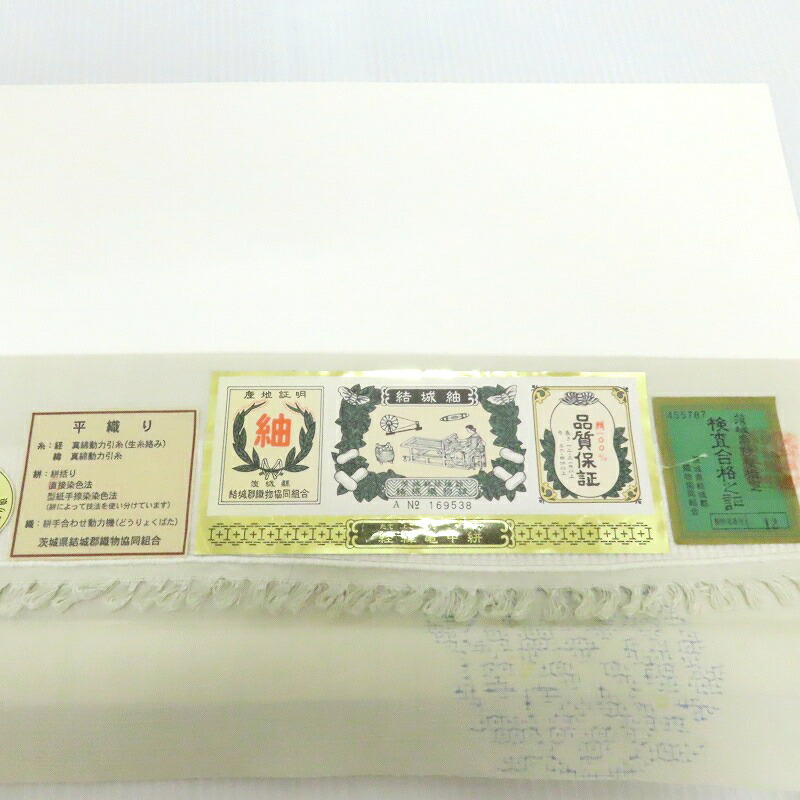 平織り
糸：経 真綿動力引糸(生糸絡み)
緯 真綿動力引糸
絣：絣括り
直接染色法
型紙手擦染染色法
(絣によって技法を使い分けています)
織：絣手合わせ動力機(どうりょくばた)
茨城県結城郡織物協同組合
産地証明
紬
茨城縣
結城郡織物協同組合
結城紬
A № 169538
品質保証
455787
検査合格之証
12